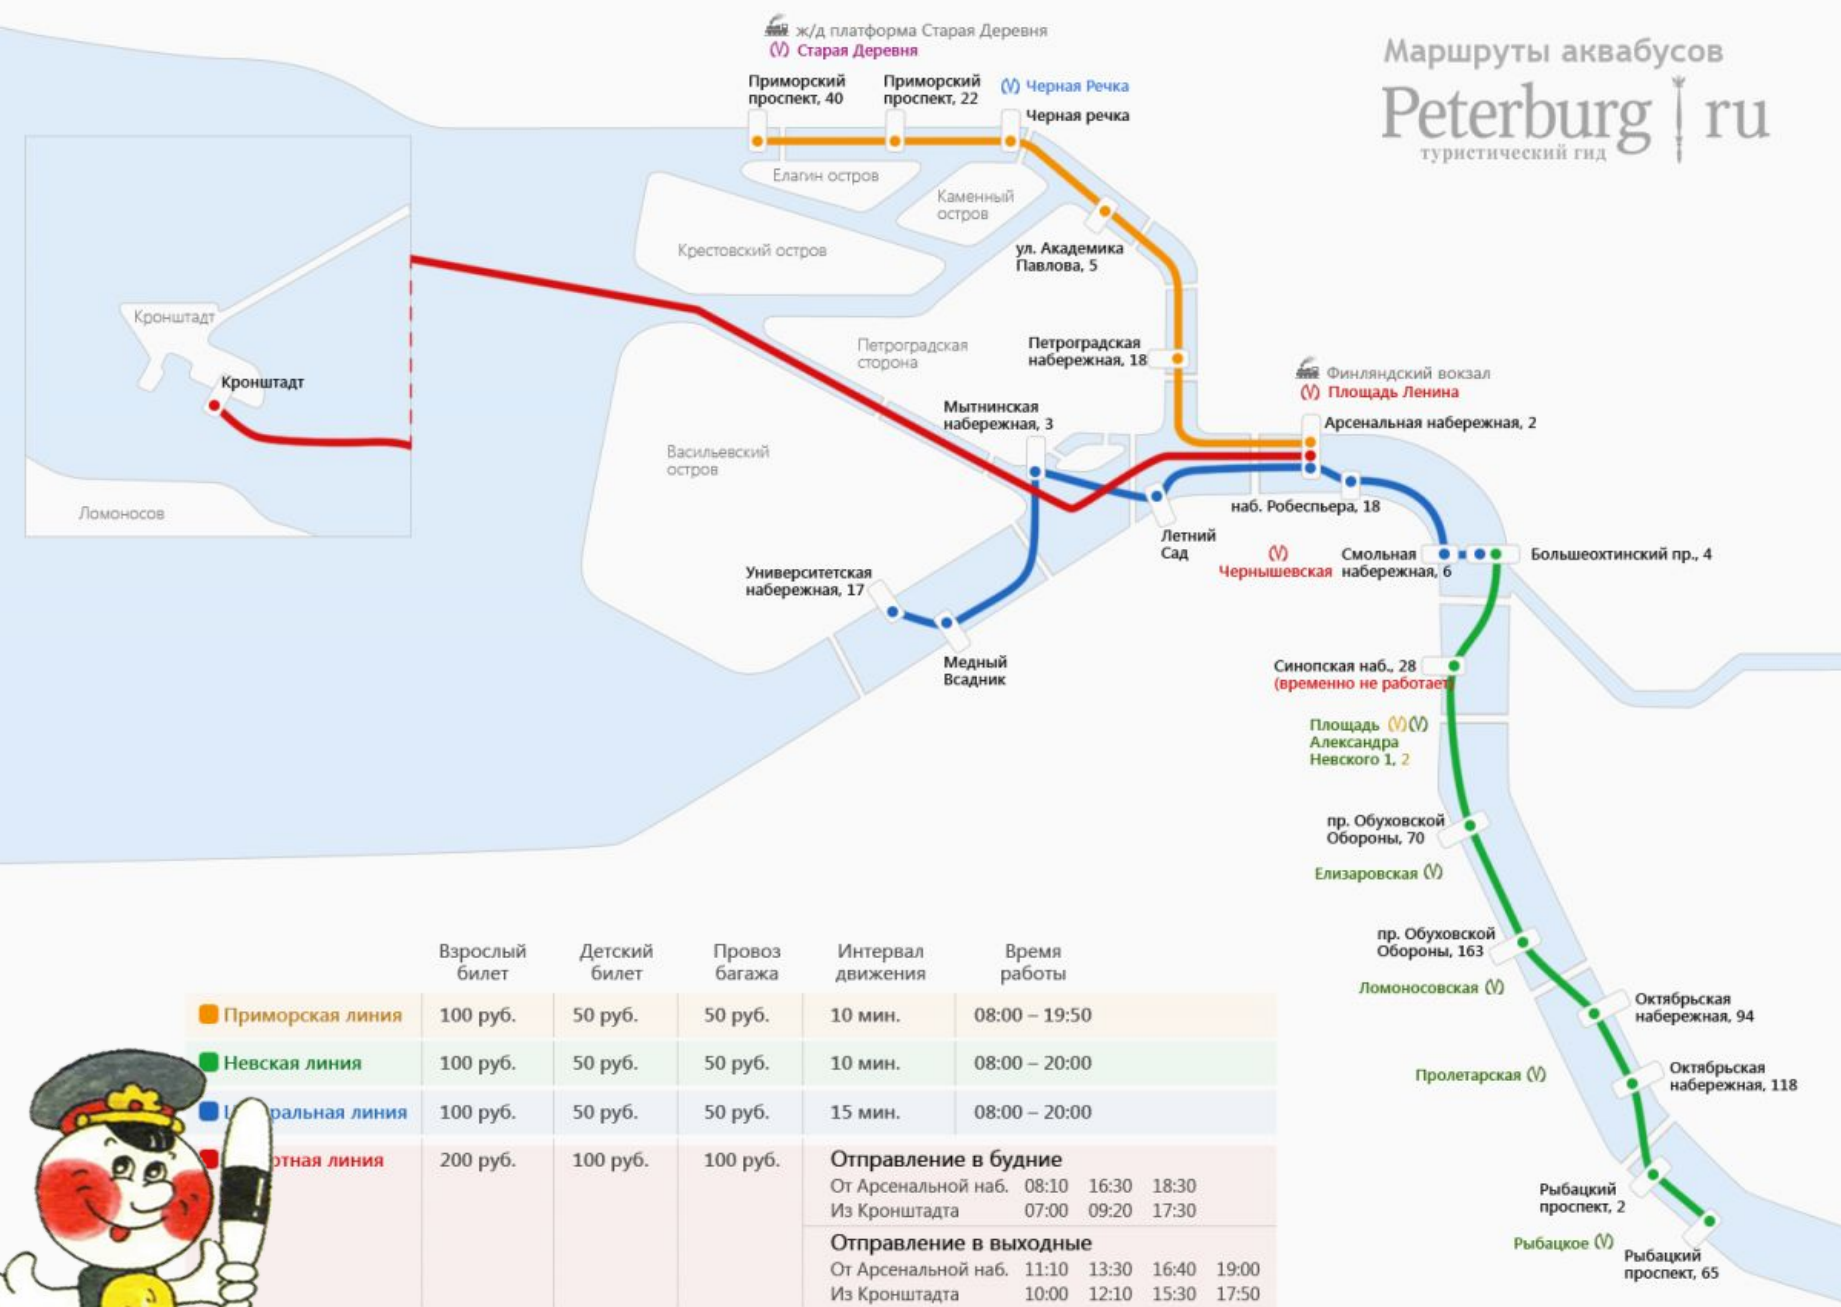 ж/д платформа Старая Деревня
Старая Деревня
Приморский
проспект, 40
Приморский
проспект, 22
Черная Речка
Черная речка
Маршруты аквабусов
Peterburg ru
туристический гид
Елагин остров
Каменный
остров
Крестовский остров
ул. Академика
Павлова, 5
Кронштадт
Кронштадт
Ломоносов
Петроградская
сторона
Петроградская
набережная, 18
Финляндский вокзал
Площадь Ленина
Арсенальная набережная, 2
Мытнинская
набережная, 3
Васильевский
остров
наб. Робеспьера, 18
Летний
Сад
Чернышевская
Смольная
набережная, 6
Большеохтинский пр., 4
Университетская
набережная, 17
Медный
Всадник
Синопская наб., 28
(временно не работает)
Площадь
Александра
Невского 1, 2
пр. Обуховской
Обороны, 70
Елизаровская
пр. Обуховской
Обороны, 163
Ломоносовская
Октябрьская
набережная, 94
Пролетарская
Октябрьская
набережная, 118
Рыбацкий
проспект, 2
Рыбацкое
Рыбацкий
проспект, 65
Взрослый билет Детский билет Провоз багажа Интервал движения Время работы
Приморская линия 100 руб. 50 руб. 50 руб. 10 мин. 08:00 – 19:50
Невская линия 100 руб. 50 руб. 50 руб. 10 мин. 08:00 – 20:00
линия 100 руб. 50 руб. 50 руб. 15 мин. 08:00 – 20:00
линия 200 руб. 100 руб. 100 руб.
Отправление в будние
От Арсенальной наб. 08:10 16:30 18:30
Из Кронштадта 07:00 09:20 17:30
Отправление в выходные
От Арсенальной наб. 11:10 13:30 16:40 19:00
Из Кронштадта 10:00 12:10 15:30 17:50